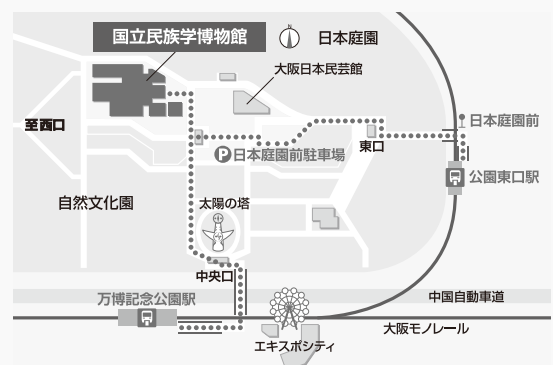 国立民族学博物館
N
日本庭園
大阪日本民芸館
至西口
日本庭園前
P日本庭園前駐車場
東口
公園東口駅
自然文化園
太陽の塔
中央口
万博記念公園駅
中国自動車道
大阪モノレール
エキスポシティ